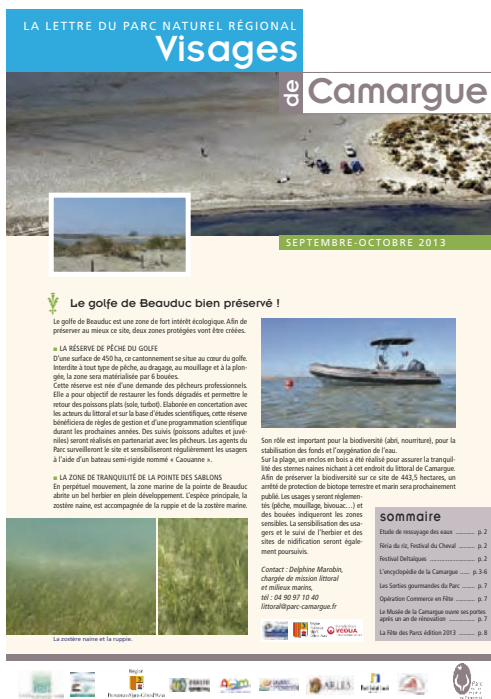 LA LETTRE DU PARC NATUREL RÉGIONAL
Visages
de Camargue
SEPTEMBRE-OCTOBRE 2013
Le golfe de Beauduc bien préservé !
Le golfe de Beauduc est une zone de fort intérêt écologique. Afin de
préserver au mieux ce site, deux zones protégées vont être créées.
LA RÉSERVE DE PÊCHE DU GOLFE
D'une surface de 450 ha, ce cantonnement se situe au cœur du golfe.
Interdite à tout type de pêche, au dragage, au mouillage et à la plon-
gée, la zone sera matérialisée par 6 bouées.
Cette réserve est née d'une demande des pêcheurs professionnels.
Elle a pour objectif de restaurer les fonds dégradés et permettre le
retour des poissons plats (sole, turbot). Elaborée en concertation avec
les acteurs du littoral et sur la base d'études scientifiques, cette réserve
bénéficiera de règles de gestion et d'une programmation scientifique
durant les prochaines années. Des suivis (poissons adultes et juvé-
niles) seront réalisés en partenariat avec les pêcheurs. Les agents du
Parc surveilleront le site et sensibiliseront régulièrement les usagers
à l'aide d'un bateau semi-rigide nommé « Caouanne ».
LA ZONE DE TRANQUILITÉ DE LA POINTE DES SABLONS
En perpétuel mouvement, la zone marine de la pointe de Beauduc
abrite un bel herbier en plein développement. L'espèce principale, la
zostère naine, est accompagnée de la ruppie et de la zostère marine.
La zostère naine et la ruppie.
Son rôle est important pour la biodiversité (abri, nourriture), pour la
stabilisation des fonds et l'oxygénation de l'eau.
Sur la plage, un enclos en bois a été réalisé pour assurer la tranquil-
lité des sternes naines nichant à cet endroit du littoral de Camargue.
Afin de préserver la biodiversité sur ce site de 443,5 hectares, un
arrêté de protection de biotope terrestre et marin sera prochainement
publié. Les usages y seront réglemen-
tés (pêche, mouillage, bivouac...) et
des bouées indiqueront les zones
sensibles. La sensibilisation des usa-
gers et le suivi de l'herbier et des
sites de nidification seront égale-
ment poursuivis.
Contact : Delphine Marobin,
chargée de mission littoral
et milieux marins,
tél : 04 90 97 10 40
littoral@parc-camargue.fr
VEOLIA
sommaire
Etude de ressuyage des eaux ........... p. 2
Féria du riz, Festival du Cheval .......... p. 2
Festival Deltaïques ........... p. 2
L'encyclopédie de la Camargue ...... p. 3-6
Les Sorties gourmandes du Parc ........ p. 7
Opération Commerce en Fête ........... p. 7
Le Musée de la Camargue ouvre ses portes
après un an de rénovation ............... p. 7
La Fête des Parcs édition 2013 .......... p. 8
Région
Provence-Alpes-Côte d'Azur
ARLES
Parc